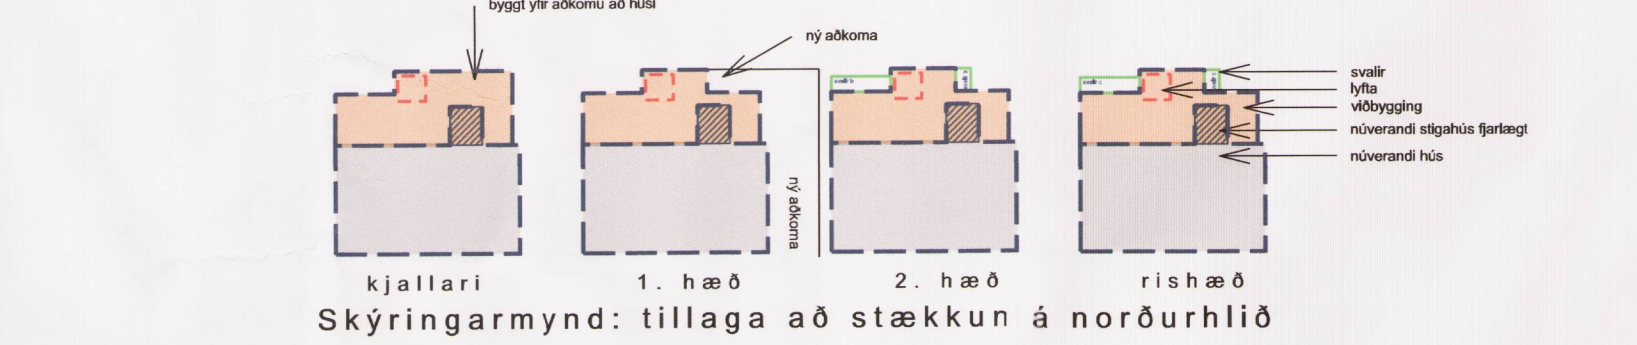 byggt yfir aðkomu að húsi
ný aðkoma
svalir
lyfta
viðbygging
núverandi stigahús fjarlægt
núverandi hús
ný aðkoma
kjallari
1. hæð
2. hæð
rishæð
Skýringarmynd: tillaga að stækkun á norðurhlið